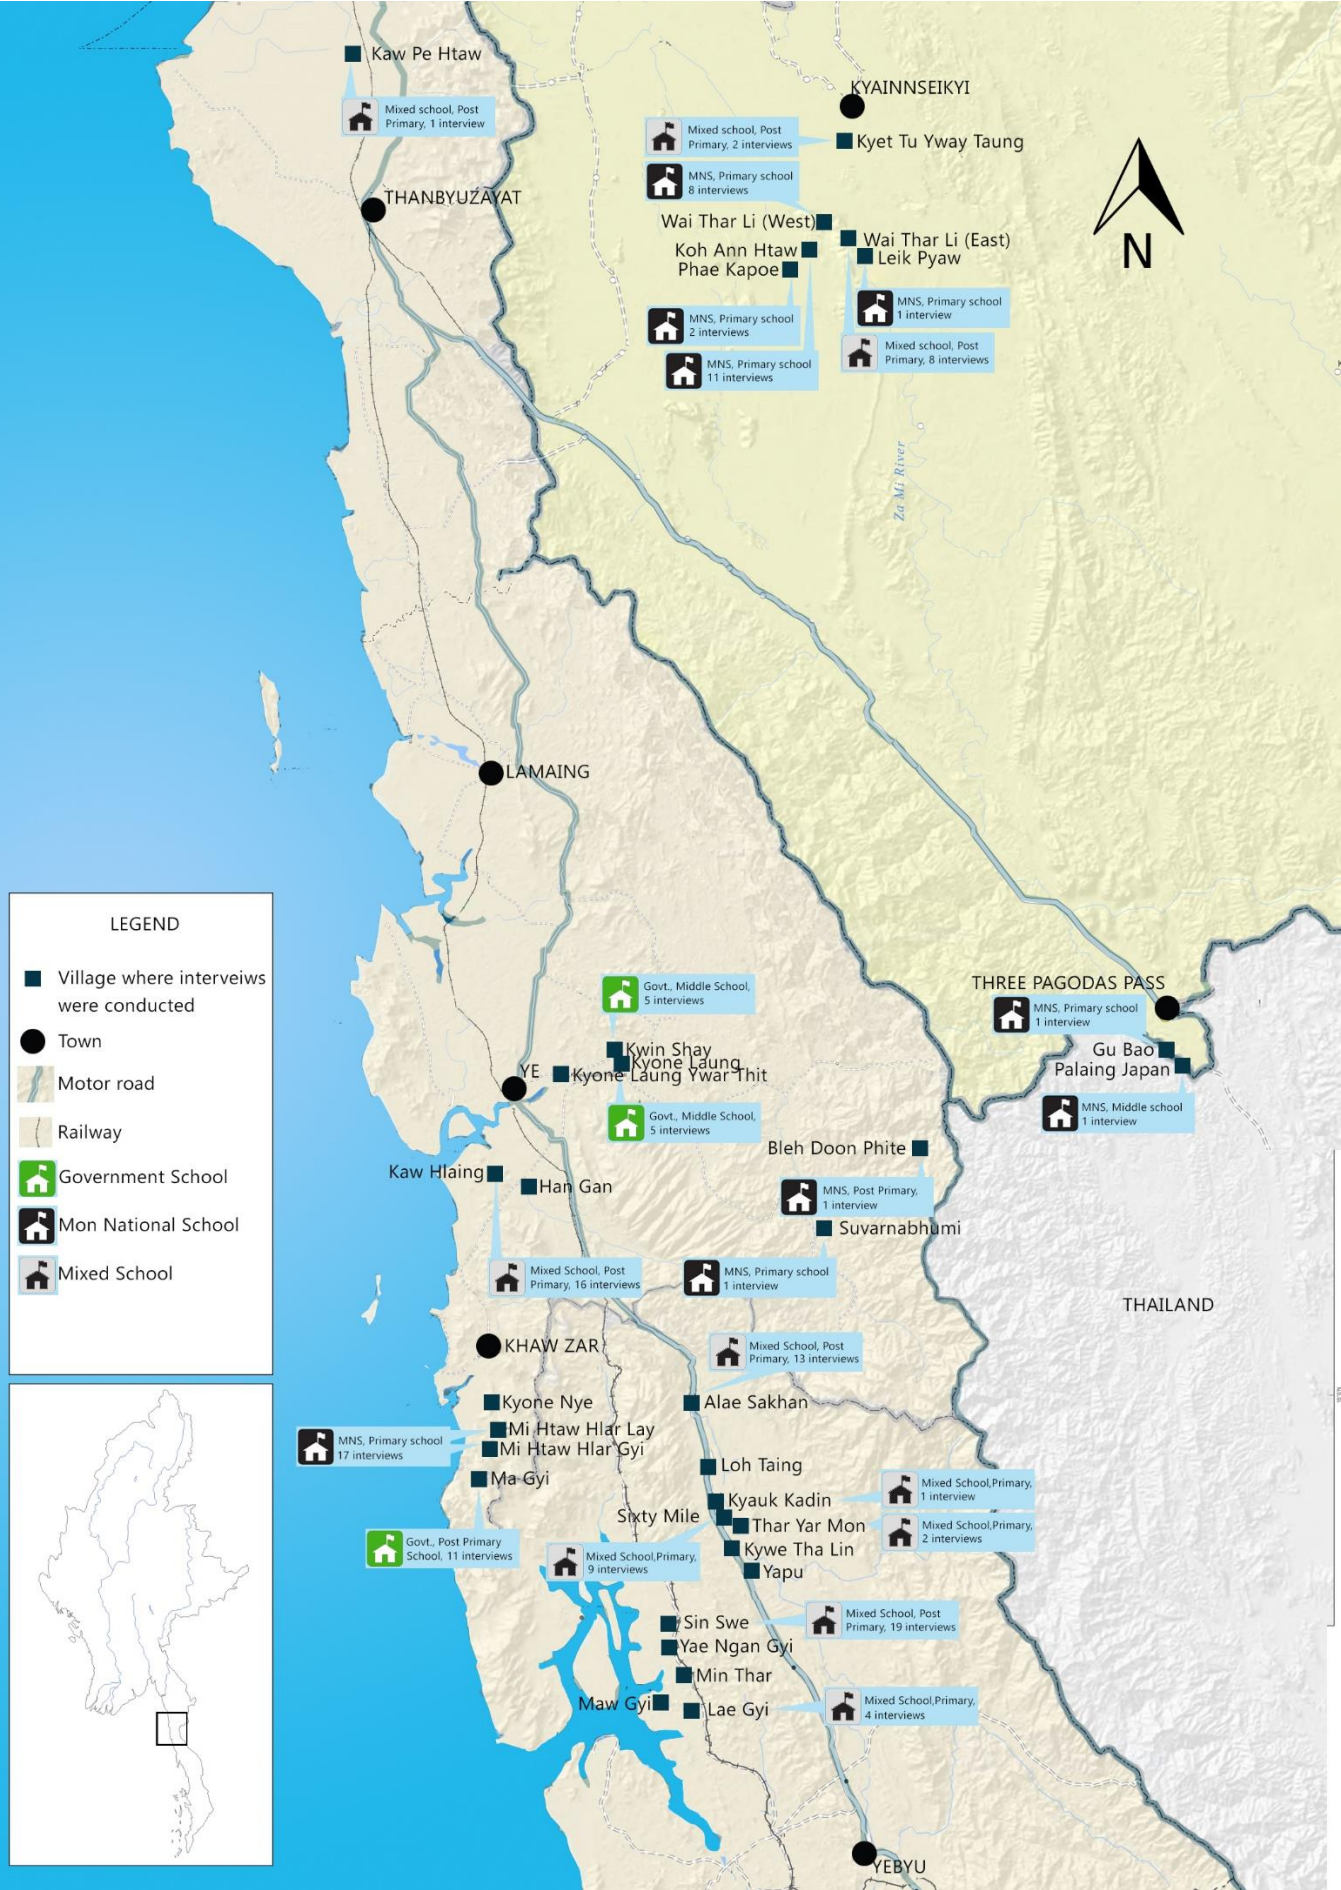 Kaw Pe Htaw
Mixed school, Post
Primary, 1 interview
KYAINNSEIKYI
Mixed school, Post
Primary, 2 interviews
Kyet Tu Yway Taung
MNS, Primary school
8 interviews
THANBYUZAYAT
Wai Thar Li (West)
Wai Thar Li (East)
Koh Ann Htaw
Leik Pyaw
Phae Kapoe
N
MNS, Primary school
1 interview
MNS, Primary school
2 interviews
Mixed school, Post
Primary, 8 interviews
MNS, Primary school
11 interviews
Za Mi River
LAMAING
LEGEND
Village where interveiws
were conducted
Town
Motor road
Railway
Government School
Mon National School
Mixed School
THREE PAGODAS PASS
Govt., Middle School,
5 interviews
MNS, Primary school
1 interview
Kwin Shay
Kyone Laung
Kyone Laung Ywar Thit
YE
Gu Bao
Palaing Japan
Govt., Middle School,
5 interviews
MNS, Middle school
1 interview
Bleh Doon Phite
Kaw Hlaing
Han Gan
MNS, Post Primary,
1 interview
Suvarnabhumi
Mixed School, Post
Primary, 16 interviews
MNS, Primary school
1 interview
THAILAND
KHAW ZAR
Mixed School, Post
Primary, 13 interviews
Kyone Nye
Alae Sakhan
Mi Htaw Hlar Lay
MNS, Primary school
17 interviews
Mi Htaw Hlar Gyi
Loh Taing
Ma Gyi
Mixed School,Primary,
1 interview
Kyauk Kadin
Sixty Mile
Thar Yar Mon
Mixed School,Primary,
2 interviews
Govt., Post Primary
School, 11 interviews
Kywe Tha Lin
Mixed School,Primary,
9 interviews
Yapu
Sin Swe
Mixed School, Post
Primary, 19 interviews
Yae Ngan Gyi
Min Thar
Maw Gyi
Lae Gyi
Mixed School,Primary,
4 interviews
YEBYU